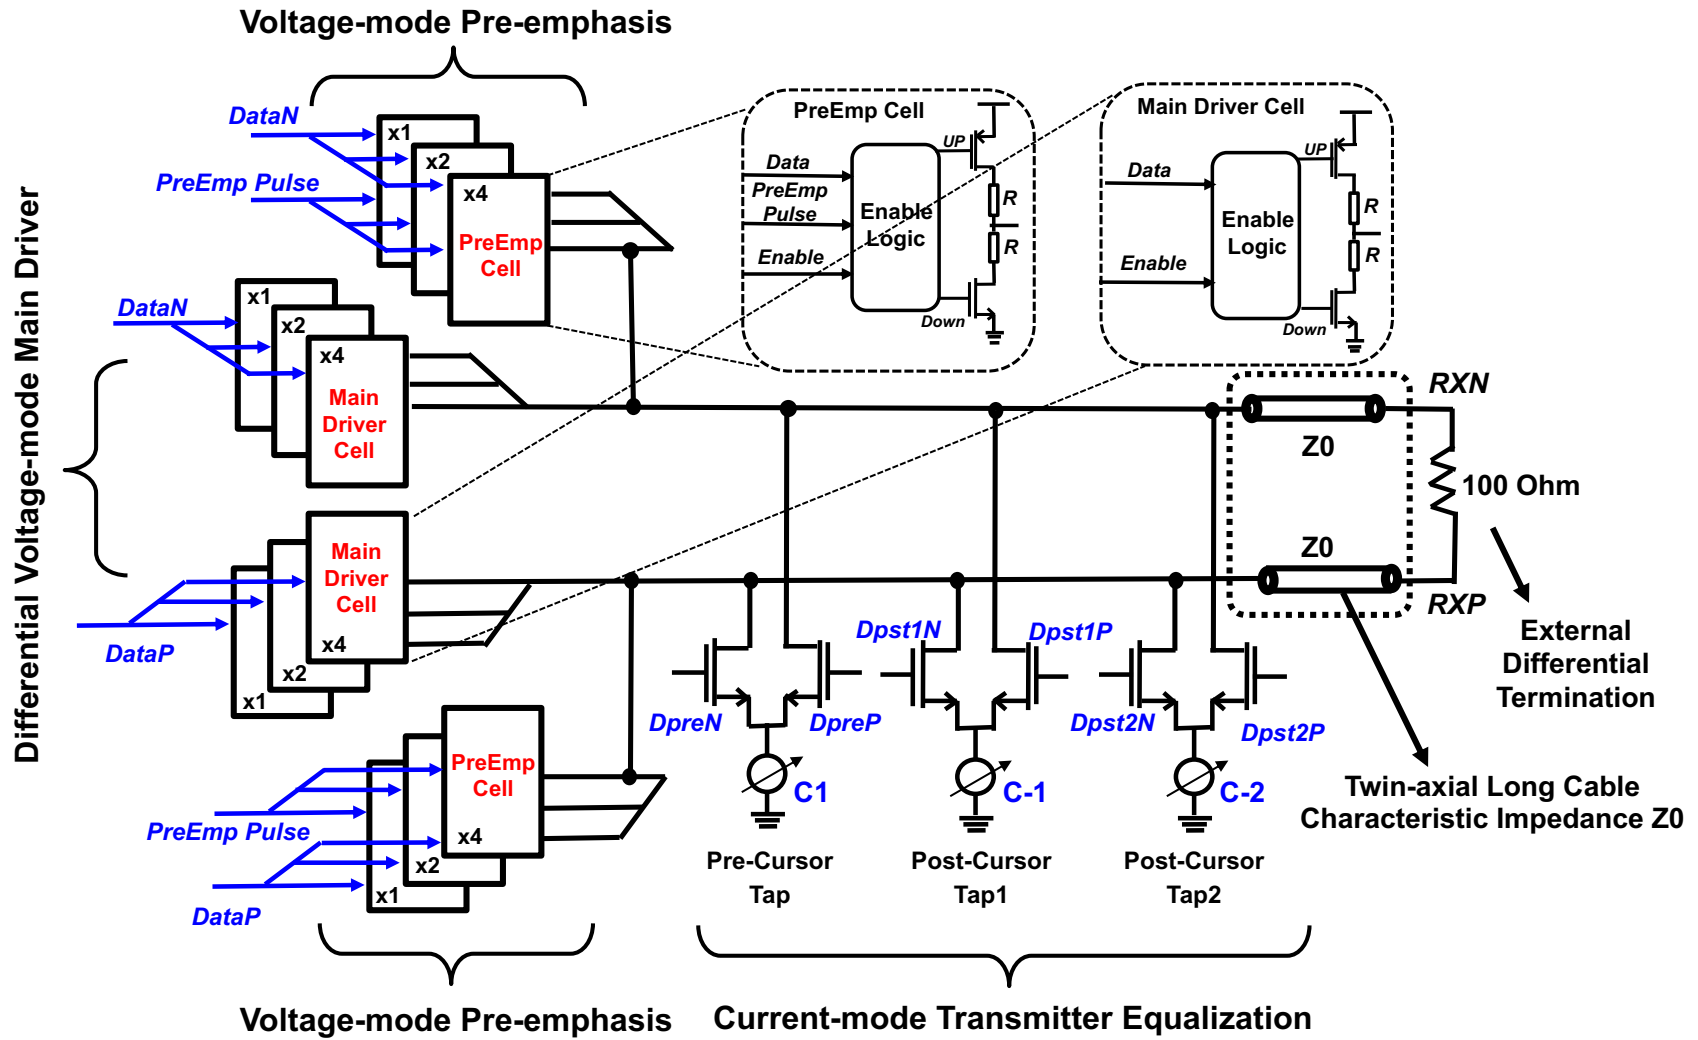 Voltage-mode Pre-emphasis
DataN
PreEmp Pulse
x1
x2
x4
PreEmp
Cell
PreEmp Cell
Data
PreEmp
Pulse
Enable
Enable
Logic
UP
R
R
Down
Main Driver Cell
Data
Enable
Enable
Logic
UP
R
R
Down
Differential Voltage-mode Main Driver
DataN
x1
x2
x4
Main
Driver
Cell
RXN
Z0
100 Ohm
Z0
RXP
Main
Driver
Cell
x4
x2
x1
DataP
Dpst1N
Dpst1P
DpreN
DpreP
Dpst2N
Dpst2P
External
Differential
Termination
PreEmp
Cell
x4
x2
x1
PreEmp Pulse
DataP
C1
C-1
C-2
Twin-axial Long Cable
Characteristic Impedance Z0
Pre-Cursor
Tap
Post-Cursor
Tap1
Post-Cursor
Tap2
Voltage-mode Pre-emphasis
Current-mode Transmitter Equalization